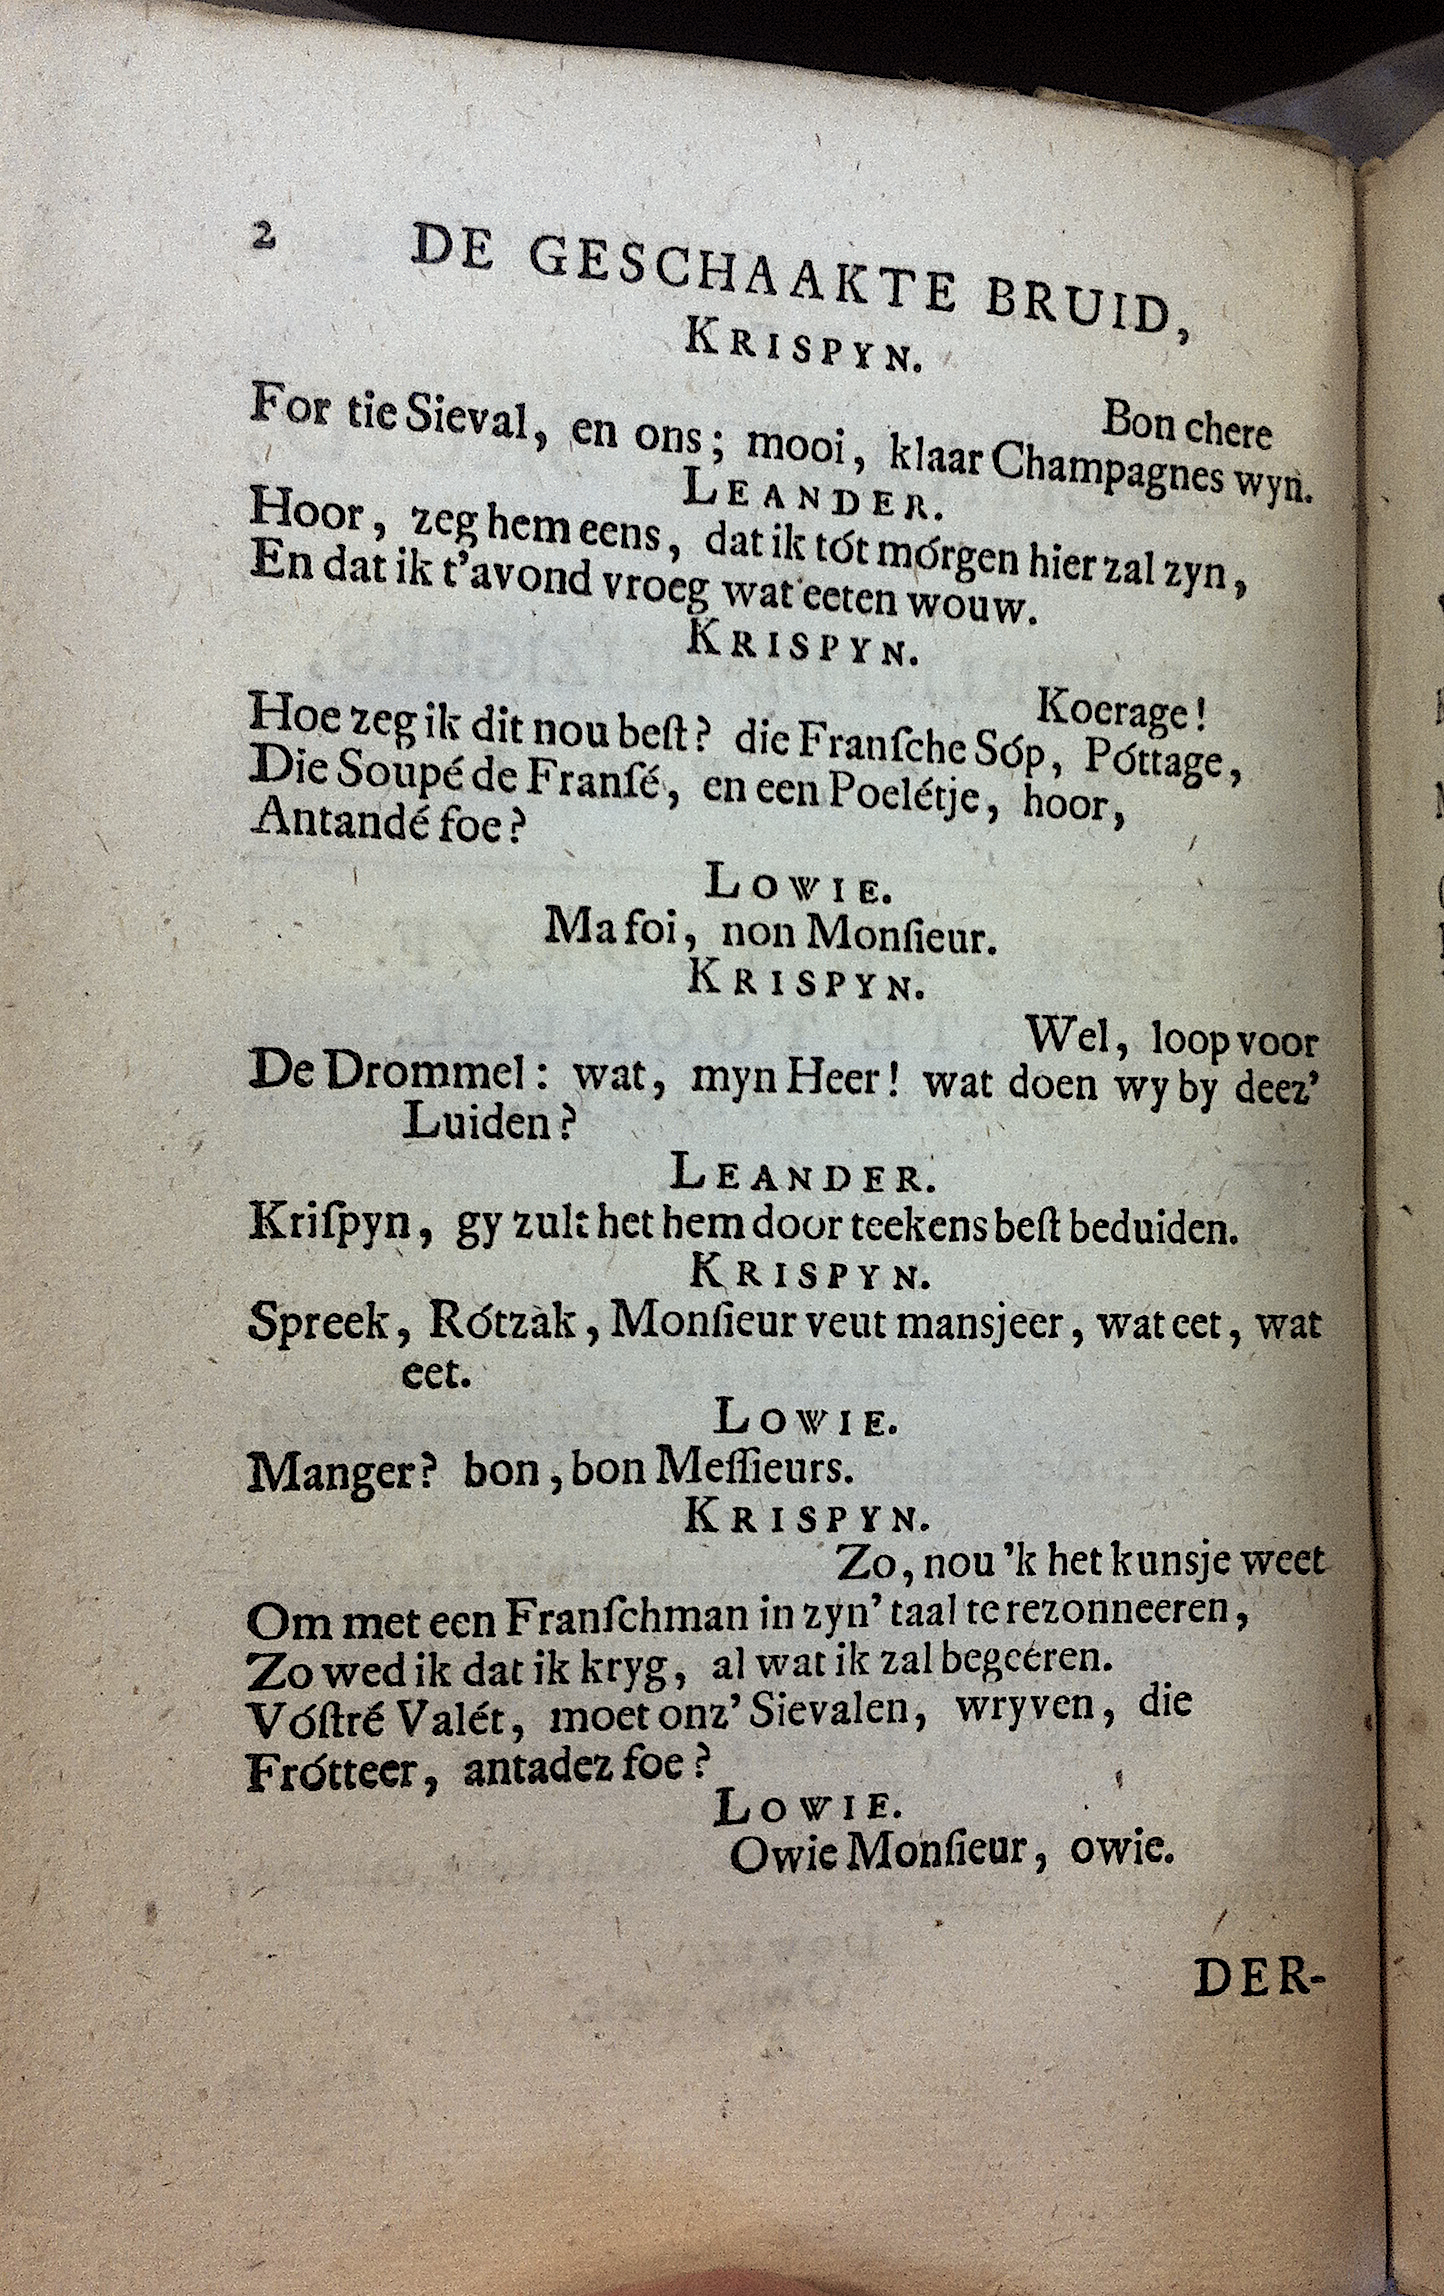 2 DE GESCHAAKTE BRUID,
KRISPYN.
Bon chere
For tie Sieval, en ons; mooi, klaar Champagnes wyn.
LEANDER.
Hoor, zeg hem eens, dat ik tót mórgen hier zal zyn,
En dat ik t'avond vroeg wat eeten wouw.
KRISPYN.
Koerage!
Hoe zeg ik dit nou beſt? die Franſche Sóp, Póttage,
Die Soupé de Franſé, en een Poelétje, hoor,
Antandé foe?
LOWIE.
Ma foi, non Monſieur.
KRISPYN.
Wel, loop voor
De Drommel: wat, myn Heer! wat doen wy by deez'
Luiden?
LEANDER.
Kriſpyn, gy zult het hem door teekens beſt beduiden.
KRISPYN.
Spreek, Rótzak, Monſieur veut mansjeer, wat eet, wat
eet.
LOWIE.
Manger? bon, bon Meſſieurs.
KRISPYN.
Zo, nou 'k het kunsje weet
Om met een Franſchman in zyn' taal te rezonneeren,
Zo wed ik dat ik kryg, al wat ik zal begeeren.
Vóſtré Valét, moet onz' Sievalen, wryven, die
Frótteer, antadez foe?
LOWIE.
Owie Monſieur, owie.
DER-